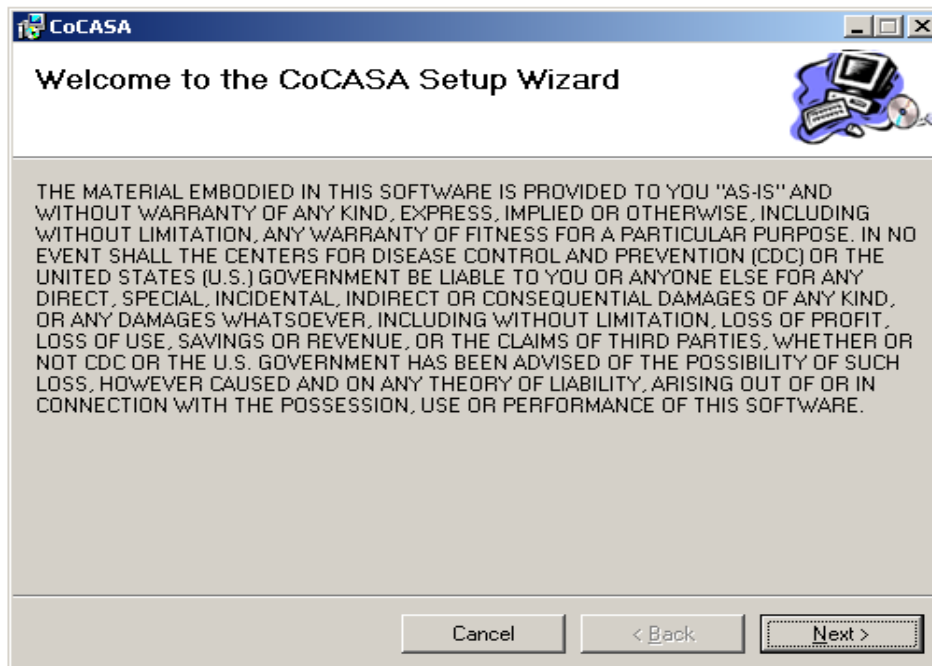 CoCASA
Welcome to the CoCASA Setup Wizard
THE MATERIAL EMBODIED IN THIS SOFTWARE IS PROVIDED TO YOU "AS-IS" AND
WITHOUT WARRANTY OF ANY KIND, EXPRESS, IMPLIED OR OTHERWISE, INCLUDING
WITHOUT LIMITATION, ANY WARRANTY OF FITNESS FOR A PARTICULAR PURPOSE. IN NO
EVENT SHALL THE CENTERS FOR DISEASE CONTROL AND PREVENTION (CDC) OR THE
UNITED STATES (U.S.) GOVERNMENT BE LIABLE TO YOU OR ANYONE ELSE FOR ANY
DIRECT, SPECIAL, INCIDENTAL, INDIRECT OR CONSEQUENTIAL DAMAGES OF ANY KIND,
OR ANY DAMAGES WHATSOEVER, INCLUDING WITHOUT LIMITATION, LOSS OF PROFIT,
LOSS OF USE, SAVINGS OR REVENUE, OR THE CLAIMS OF THIRD PARTIES, WHETHER OR
NOT CDC OR THE U.S. GOVERNMENT HAS BEEN ADVISED OF THE POSSIBILITY OF SUCH
LOSS, HOWEVER CAUSED AND ON ANY THEORY OF LIABILITY, ARISING OUT OF OR IN
CONNECTION WITH THE POSSESSION, USE OR PERFORMANCE OF THIS SOFTWARE.
Cancel < Back Next >